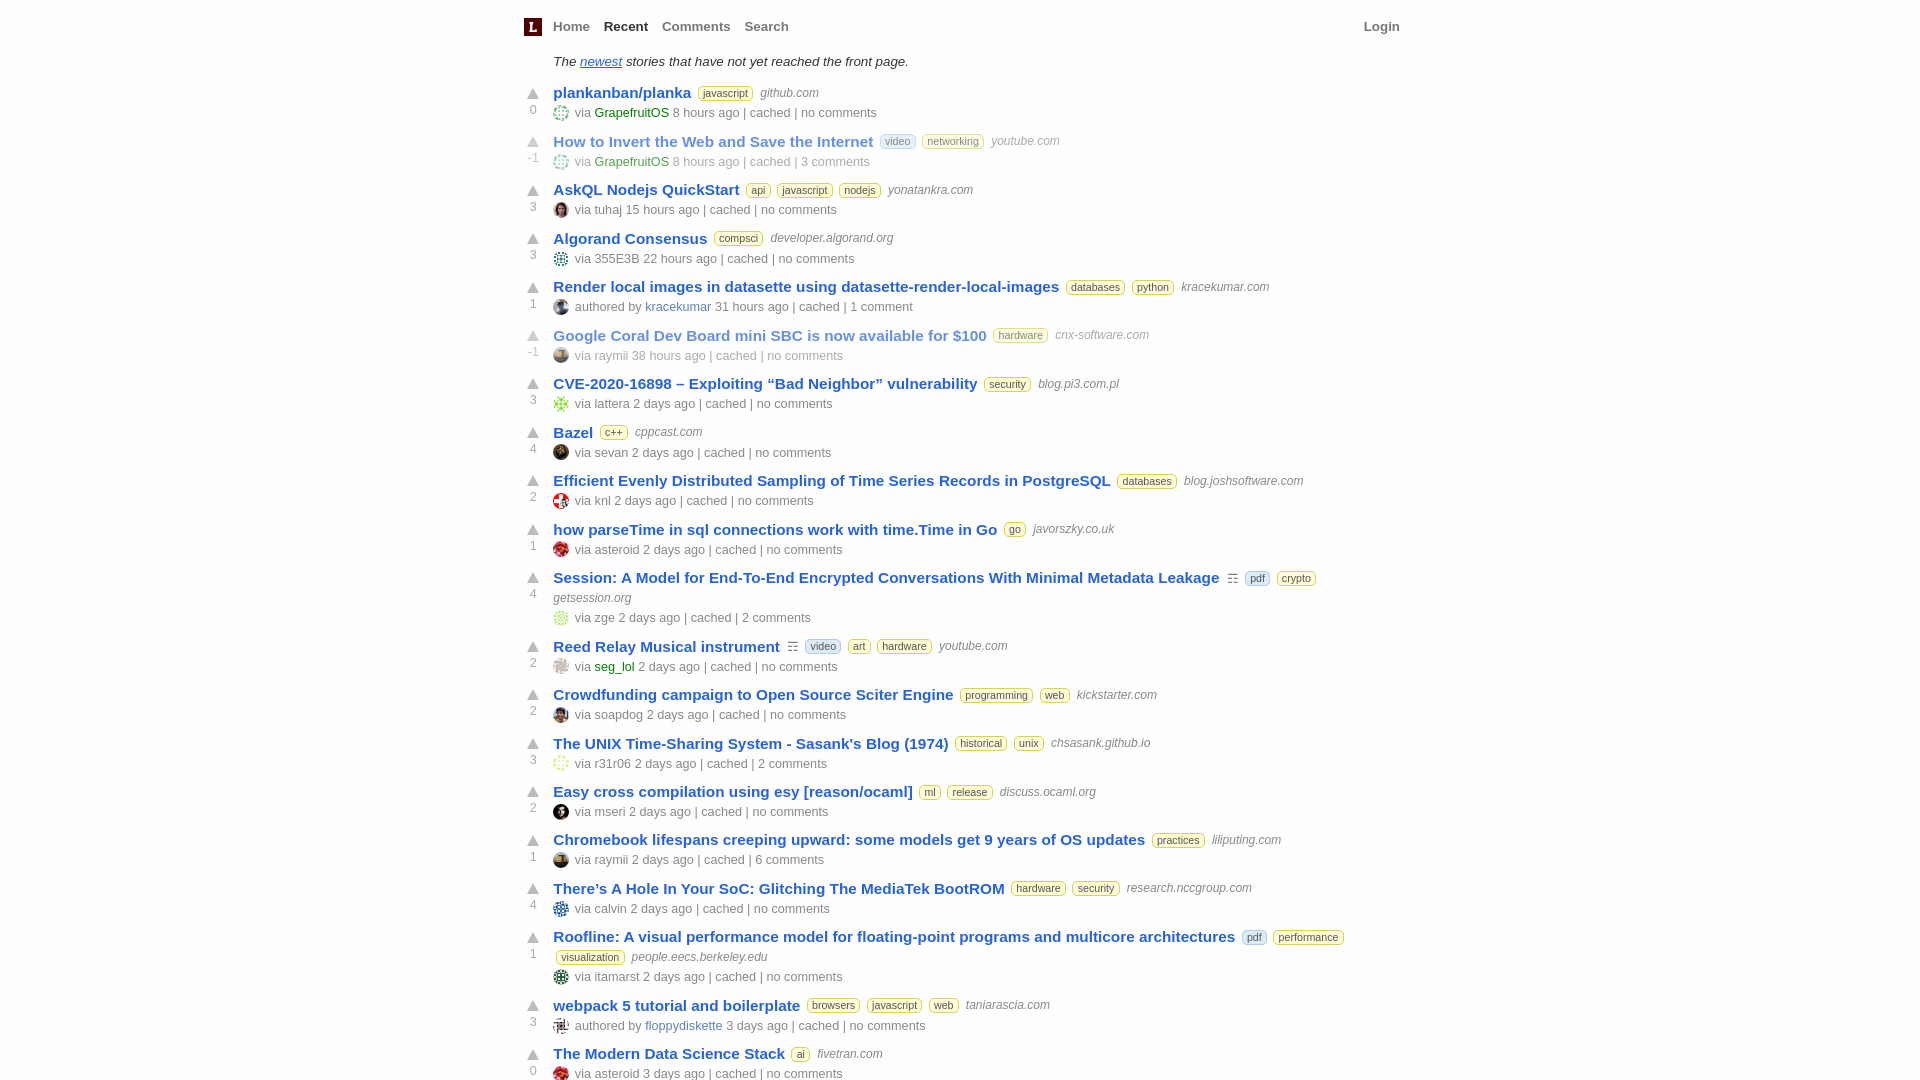 L Home Recent Comments Search Login
The newest stories that have not yet reached the front page.
plankanban/planka javascript github.com
0
via GrapefruitOS 8 hours ago | cached | no comments
How to Invert the Web and Save the Internet video networking youtube.com
-1
via GrapefruitOS 8 hours ago | cached | 3 comments
AskQL Nodejs QuickStart api javascript nodejs yonatankra.com
3
via tuhaj 15 hours ago | cached | no comments
Algorand Consensus compsci developer.algorand.org
3
via 355E3B 22 hours ago | cached | no comments
Render local images in datasette using datasette-render-local-images databases python kracekumar.com
1
authored by kracekumar 31 hours ago | cached | 1 comment
Google Coral Dev Board mini SBC is now available for $100 hardware cnx-software.com
-1
via raymii 38 hours ago | cached | no comments
CVE-2020-16898 – Exploiting “Bad Neighbor” vulnerability security blog.pi3.com.pl
3
via lattera 2 days ago | cached | no comments
Bazel c++ cppcast.com
4
via sevan 2 days ago | cached | no comments
Efficient Evenly Distributed Sampling of Time Series Records in PostgreSQL databases blog.joshsoftware.com
2
via knl 2 days ago | cached | no comments
how parseTime in sql connections work with time.Time in Go go javorszky.co.uk
1
via asteroid 2 days ago | cached | no comments
Session: A Model for End-To-End Encrypted Conversations With Minimal Metadata Leakage ☶ pdf crypto
4
getsession.org
via zge 2 days ago | cached | 2 comments
Reed Relay Musical instrument ☶ video art hardware youtube.com
2
via seg_lol 2 days ago | cached | no comments
Crowdfunding campaign to Open Source Sciter Engine programming web kickstarter.com
2
via soapdog 2 days ago | cached | no comments
The UNIX Time-Sharing System - Sasank's Blog (1974) historical unix chsasank.github.io
3
via r31r06 2 days ago | cached | 2 comments
Easy cross compilation using esy [reason/ocaml] ml release discuss.ocaml.org
2
via mseri 2 days ago | cached | no comments
Chromebook lifespans creeping upward: some models get 9 years of OS updates practices liliputing.com
1
via raymii 2 days ago | cached | 6 comments
There’s A Hole In Your SoC: Glitching The MediaTek BootROM hardware security research.nccgroup.com
4
via calvin 2 days ago | cached | no comments
Roofline: A visual performance model for floating-point programs and multicore architectures pdf performance
1
visualization people.eecs.berkeley.edu
via itamarst 2 days ago | cached | no comments
webpack 5 tutorial and boilerplate browsers javascript web taniarascia.com
3
authored by floppydiskette 3 days ago | cached | no comments
The Modern Data Science Stack ai fivetran.com
0
via asteroid 3 days ago | cached | no comments